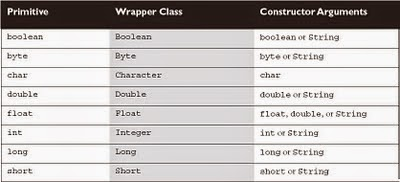 Primitive Wrapper Class Constructor Arguments
boolean Boolean boolean or String
byte Byte byte or String
char Character char
double Double double or String
float Float float, double, or String
int Integer int or String
long Long long or String
short Short short or String